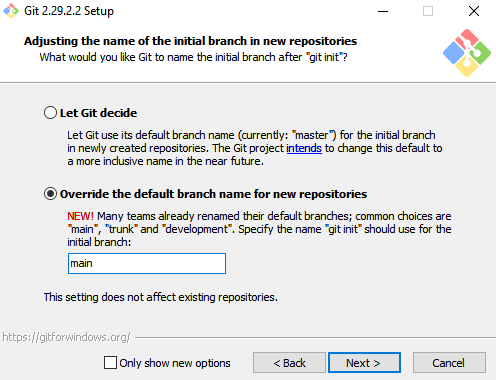 Git 2.29.2.2 Setup
Adjusting the name of the initial branch in new repositories
What would you like Git to name the initial branch after "git init"?
Let Git decide
Let Git use its default branch name (currently: "master") for the initial branch
in newly created repositories. The Git project intends to change this default to
a more inclusive name in the near future.
Override the default branch name for new repositories
NEW! Many teams already renamed their default branches; common choices are
"main", "trunk" and "development". Specify the name "git init" should use for the
initial branch:
main
This setting does not affect existing repositories.
https://gitforwindows.org/
Only show new options
< Back
Next >
Cancel